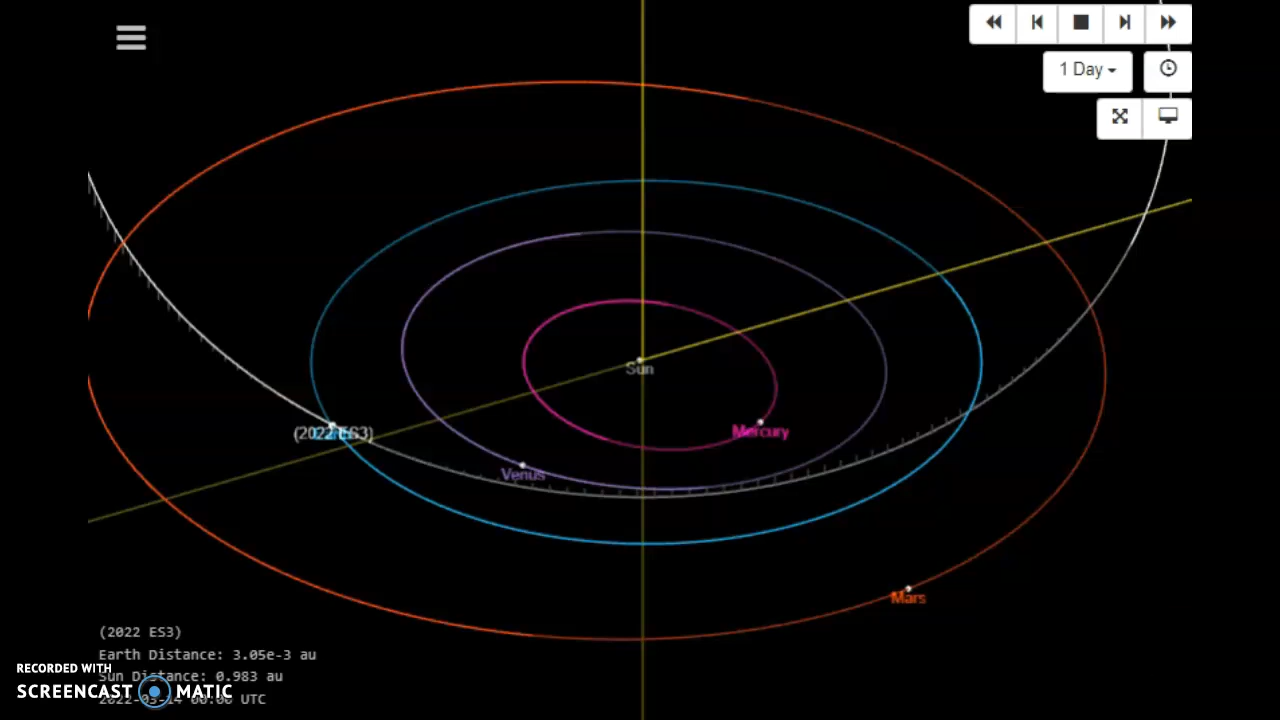 1 Day
Sun
(2022 ES3)
Mercury
Venus
Mars
(2022 ES3)
Earth Distance: 3.05e-3 au
RECORDED WITH
Sun Distance: 0.983 au
SCREENCAST MATIC
UTC